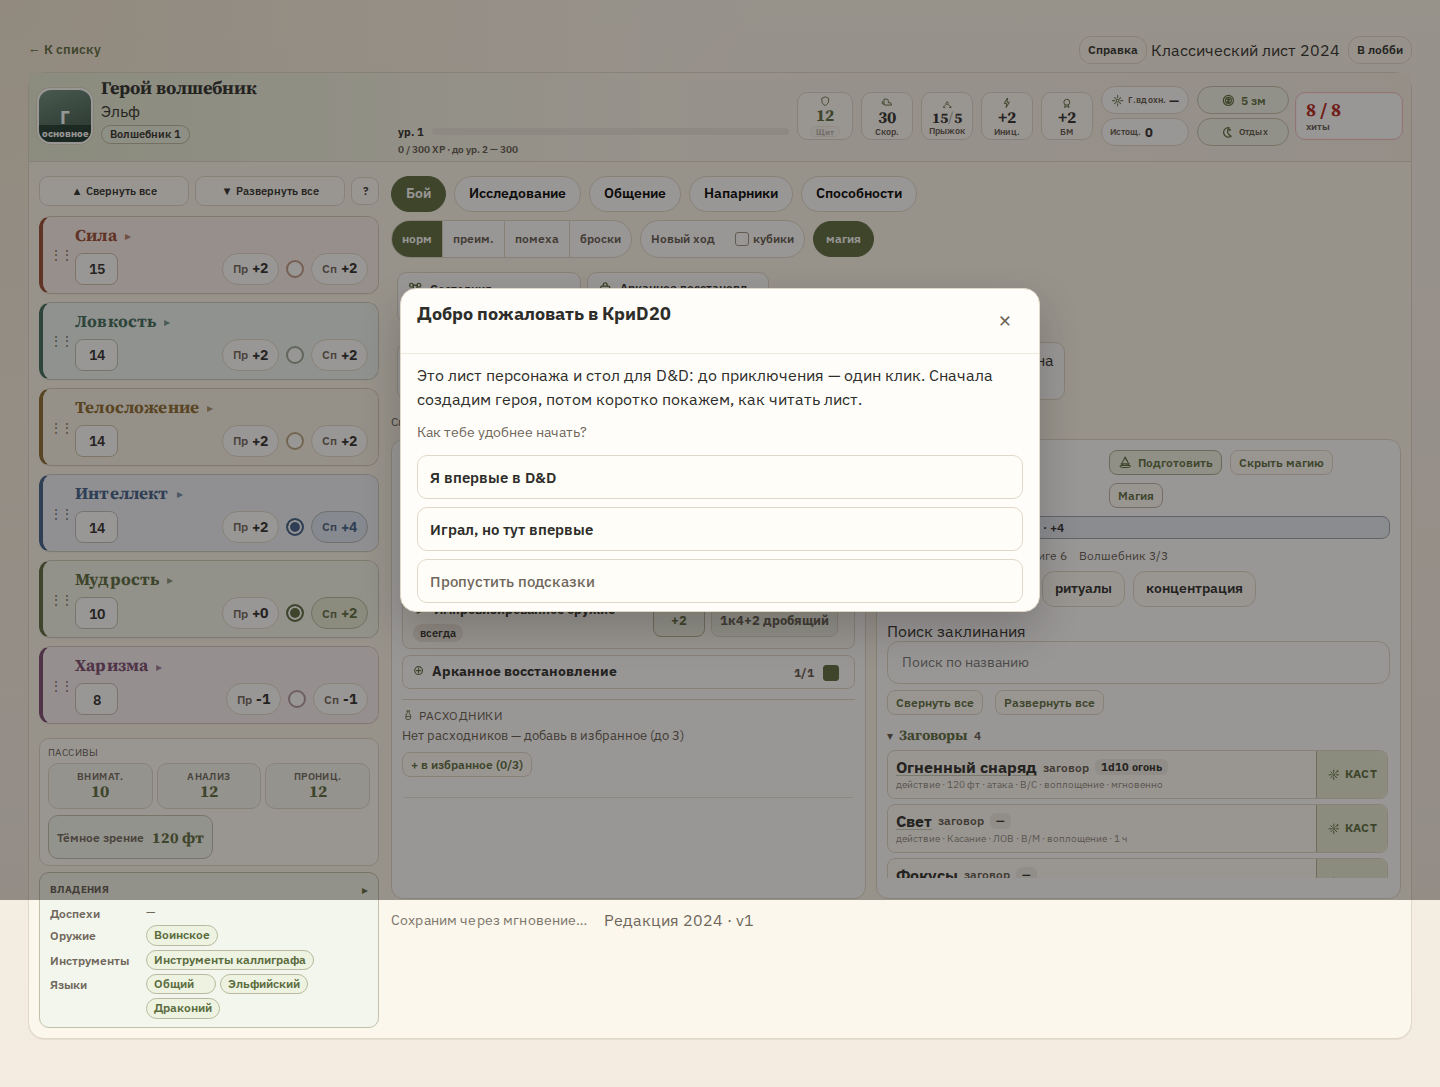 ← К списку
Справка Классический лист 2024 В лобби
Г
основное
Герой волшебник
Эльф
Волшебник 1
ур. 1
0 / 300 XP · до ур. 2 — 300
12
Щит
30
Скор.
15/5
Прыжок
+2
Иниц.
+2
БМ
Г.вдохн. —
Истощ. 0
5 зм
Отдых
8 / 8
хиты
▲ Свернуть все ▼ Развернуть все ?
Сила ▸
15 Пр +2 Сп +2
Ловкость ▸
14 Пр +2 Сп +2
Телосложение ▸
14 Пр +2 Сп +2
Интеллект ▸
14 Пр +2 Сп +4
Мудрость ▸
10 Пр +0 Сп +2
Харизма ▸
8 Пр -1 Сп -1
ПАССИВЫ
ВНИМАТ. АНАЛИЗ ПРОНИЦ.
10 12 12
Тёмное зрение 120 фт
ВЛАДЕНИЯ ▸
Доспехи —
Оружие Воинское
Инструменты Инструменты каллиграфа
Языки Общий Эльфийский
Драконий
Бой Исследование Общение Напарники Способности
норм преим. помеха броски Новый ход кубики магия
Добро пожаловать в КриD20 ✕
Это лист персонажа и стол для D&D: до приключения — один клик. Сначала
создадим героя, потом коротко покажем, как читать лист.
Как тебе удобнее начать?
Я впервые в D&D
Играл, но тут впервые
Пропустить подсказки
всегда
+2 1к4+2 дробящий
Арканное восстановление 1/1
РАСХОДНИКИ
Нет расходников — добавь в избранное (до 3)
+ в избранное (0/3)
Подготовить Скрыть магию
Магия
· +4
Волшебник 3/3
ритуалы концентрация
Поиск заклинания
Поиск по названию
Свернуть все Развернуть все
▾ Заговоры 4
Огненный снаряд заговор 1d10 огонь
действие · 120 фт · атака · В/С · воплощение · мгновенно
КАСТ
Свет заговор —
действие · Касание · ЛОВ · В/М · воплощение · 1 ч
КАСТ
Фокусы заговор —
Сохраним через мгновение… Редакция 2024 · v1